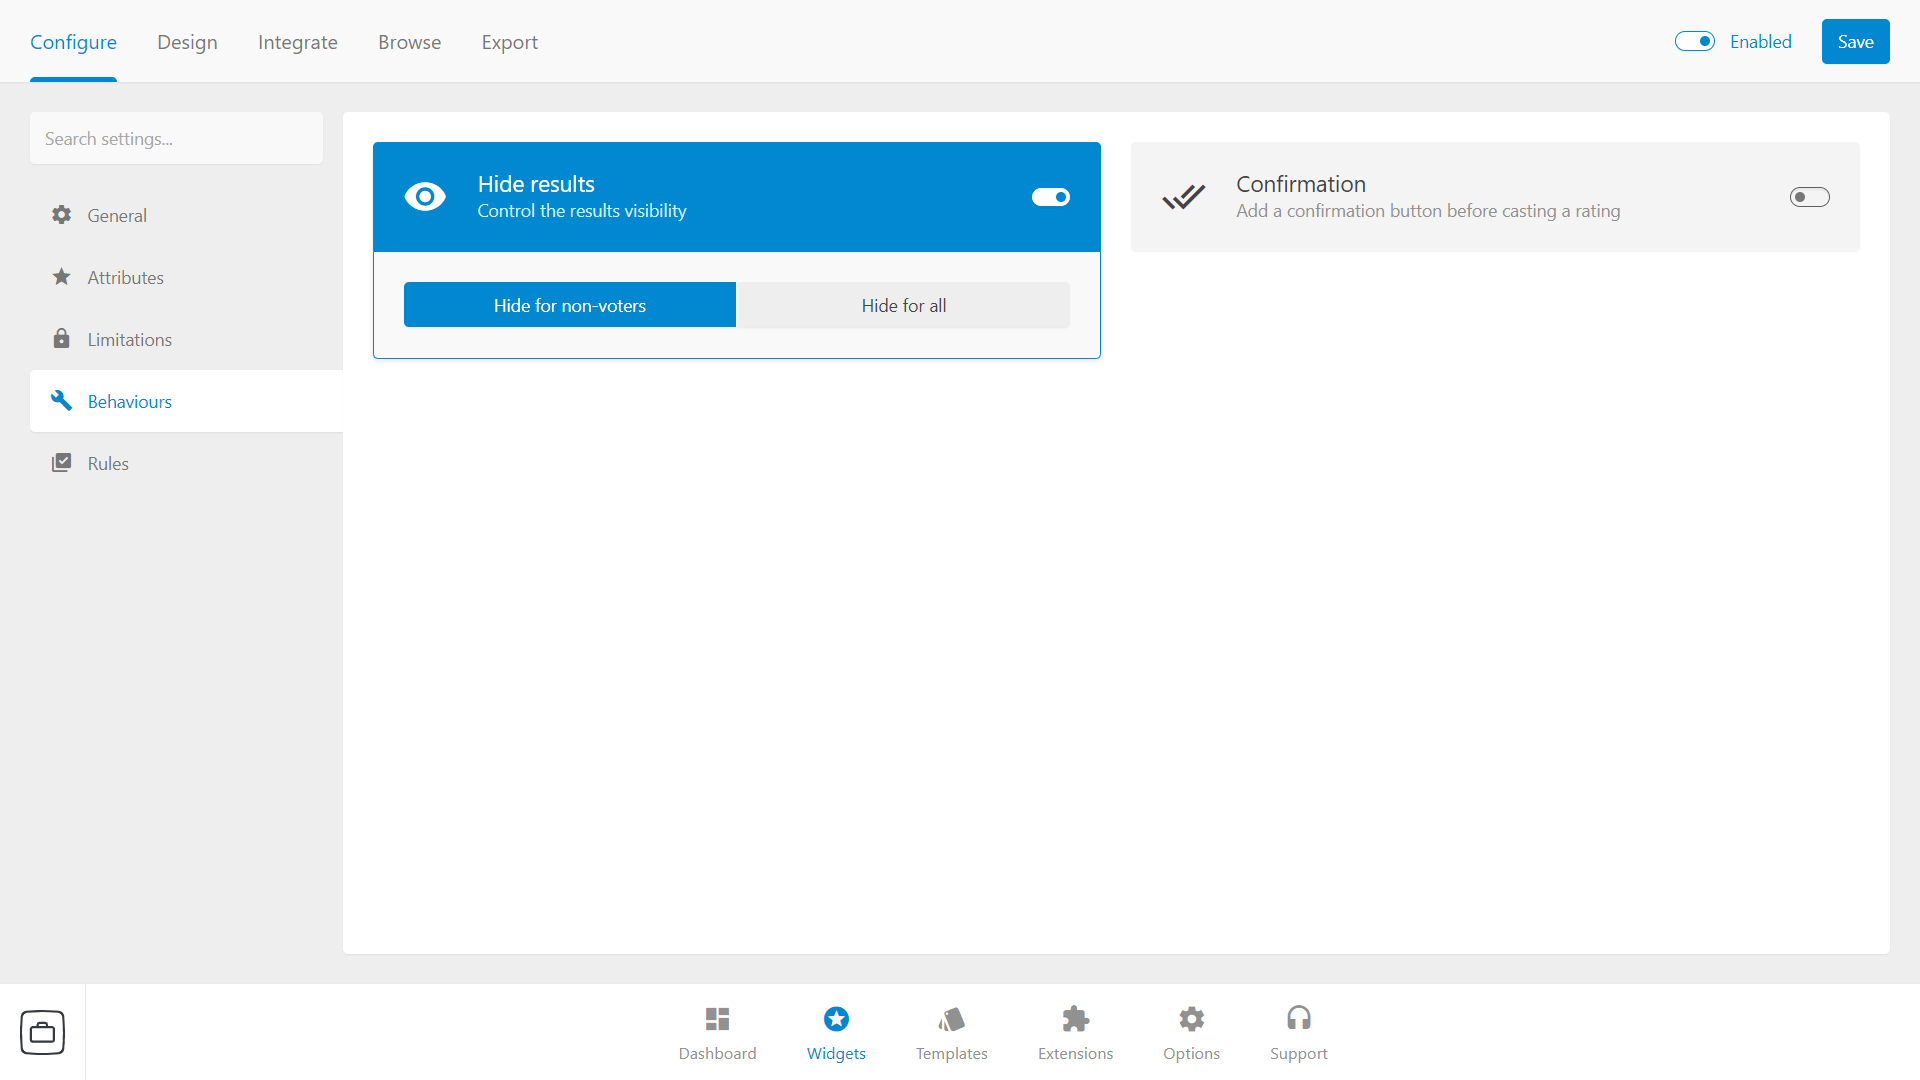 Configure
Design
Integrate
Browse
Export
Enabled
Save
Search settings...
General
Attributes
Limitations
Behaviours
Rules
Hide results
Control the results visibility
Hide for non-voters
Hide for all
Confirmation
Add a confirmation button before casting a rating
Dashboard
Widgets
Templates
Extensions
Options
Support